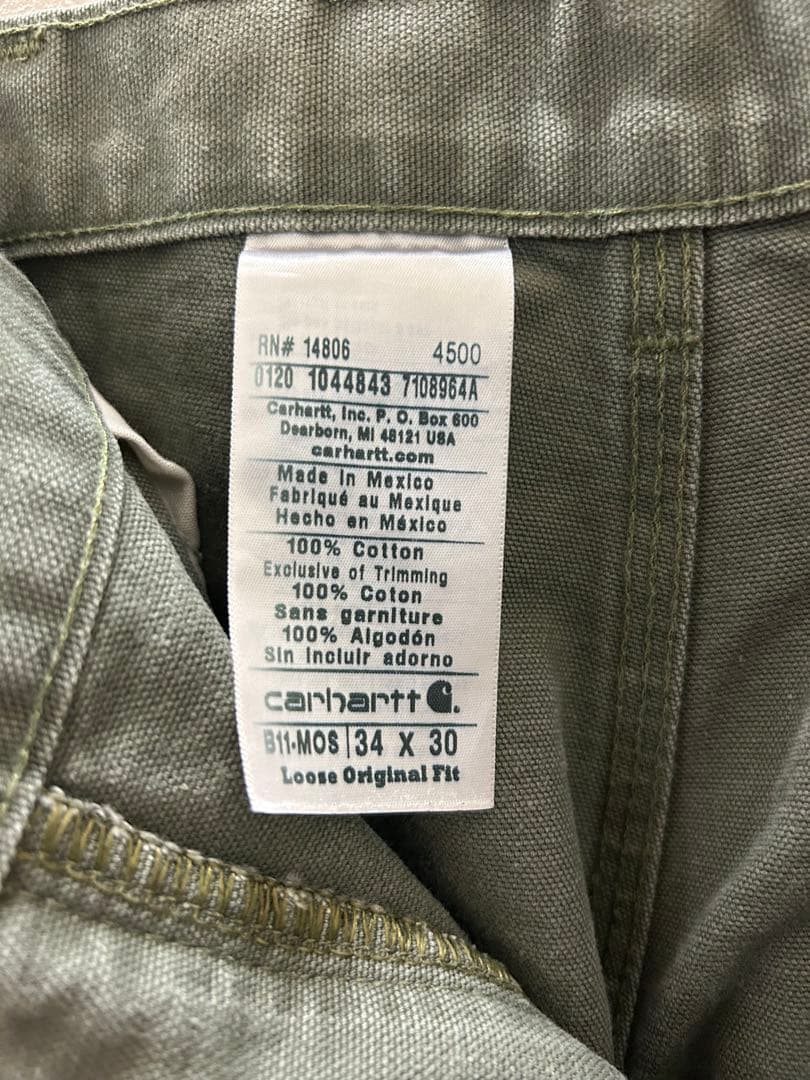 RN# 14806 4500
0120 1044843 7108964A
Carhartt, Inc. P. O. Box 600
Dearborn, MI 48121 USA
carhartt.com
Made in Mexico
Fabriqué au Mexique
Hecho en México
100% Cotton
Exclusive of Trimming
100% Coton
Sans garniture
100% Algodón
Sin Incluir adorno
carhartt
B11-MOS 34 X 30
Loose Original Fit